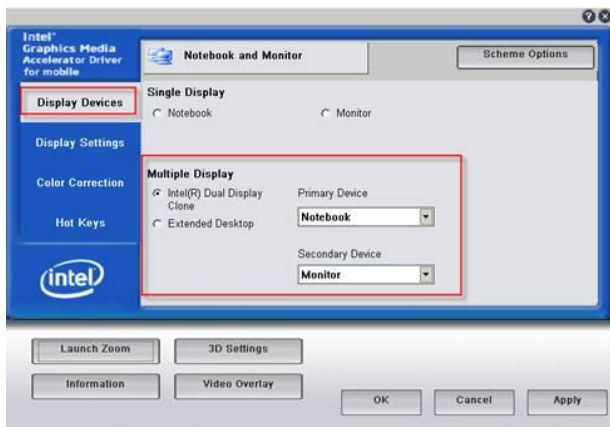 Intel®
Graphics Media
Accelerator Driver
for mobile
Notebook and Monitor
Scheme Options
Display Devices
Display Settings
Color Correction
Hot Keys
intel
Single Display
Notebook
Monitor
Multiple Display
Intel(R) Dual Display
Clone
Extended Desktop
Primary Device
Notebook
Secondary Device
Monitor
Launch Zoom
3D Settings
Information
Video Overlay
OK
Cancel
Apply